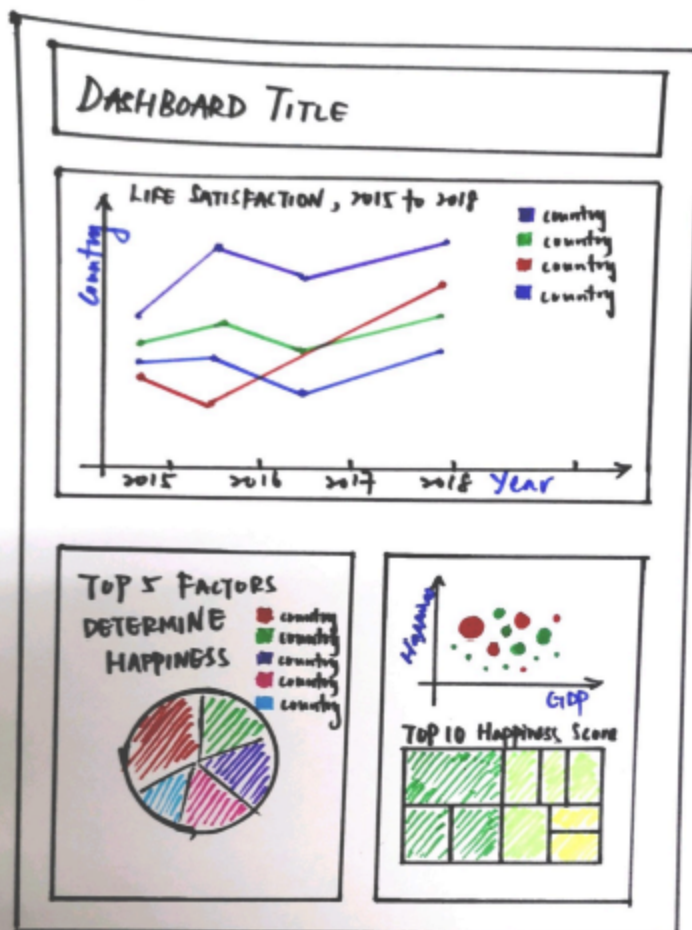 DASHBOARD TITLE
LIFE SATISFACTION, 2015 to 2018
country
country
country
country
Country
2015 2016 2017 2018 Year
TOP 5 FACTORS
DETERMINE
HAPPINESS
country
country
country
country
country
GDP
TOP 10 Happiness Score